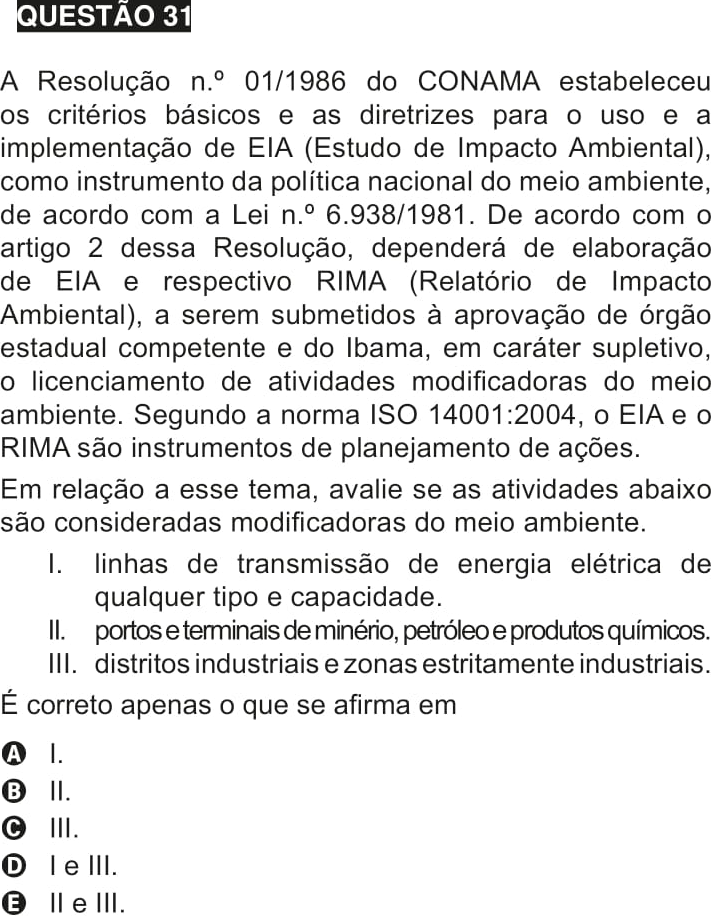 QUESTÃO 31
A Resolução n.º 01/1986 do CONAMA estabeleceu
os critérios básicos e as diretrizes para o uso e a
implementação de EIA (Estudo de Impacto Ambiental),
como instrumento da política nacional do meio ambiente,
de acordo com a Lei n.º 6.938/1981. De acordo com o
artigo 2 dessa Resolução, dependerá de elaboração
de EIA e respectivo RIMA (Relatório de Impacto
Ambiental), a serem submetidos à aprovação de órgão
estadual competente e do Ibama, em caráter supletivo,
o licenciamento de atividades modificadoras do meio
ambiente. Segundo a norma ISO 14001:2004, o EIA e o
RIMA são instrumentos de planejamento de ações.
Em relação a esse tema, avalie se as atividades abaixo
são consideradas modificadoras do meio ambiente.
I. linhas de transmissão de energia elétrica de
qualquer tipo e capacidade.
II. portos e terminais de minério, petróleo e produtos químicos.
III. distritos industriais e zonas estritamente industriais.
É correto apenas o que se afirma em
A I.
B II.
C III.
D I e III.
E II e III.